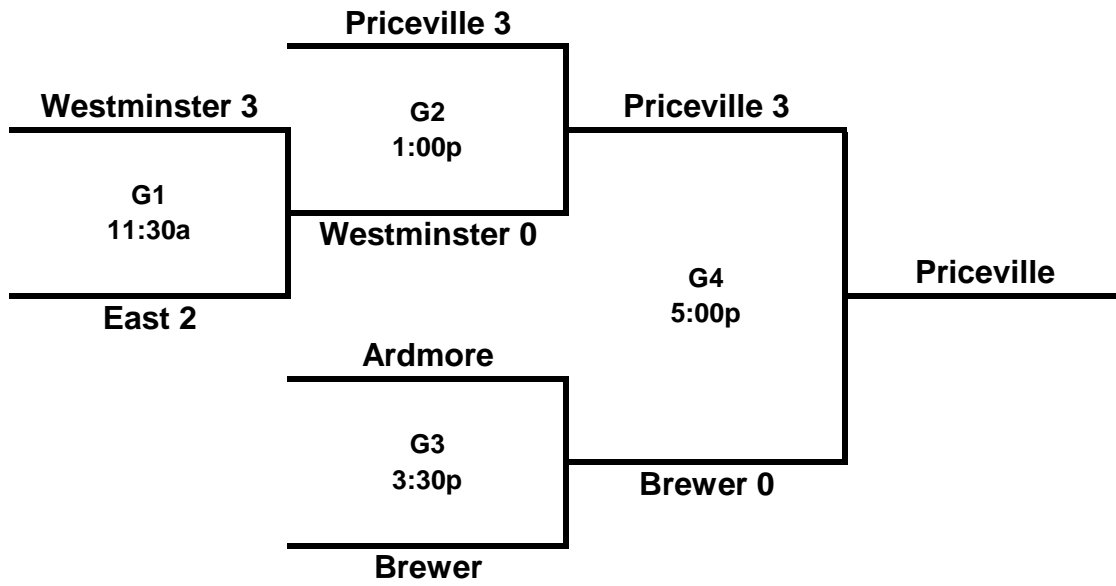 Priceville 3
Westminster 3
G2
1:00p
Priceville 3
G1
11:30a
Westminster 0
East 2
G4
5:00p
Priceville
Ardmore
G3
3:30p
Brewer 0
Brewer